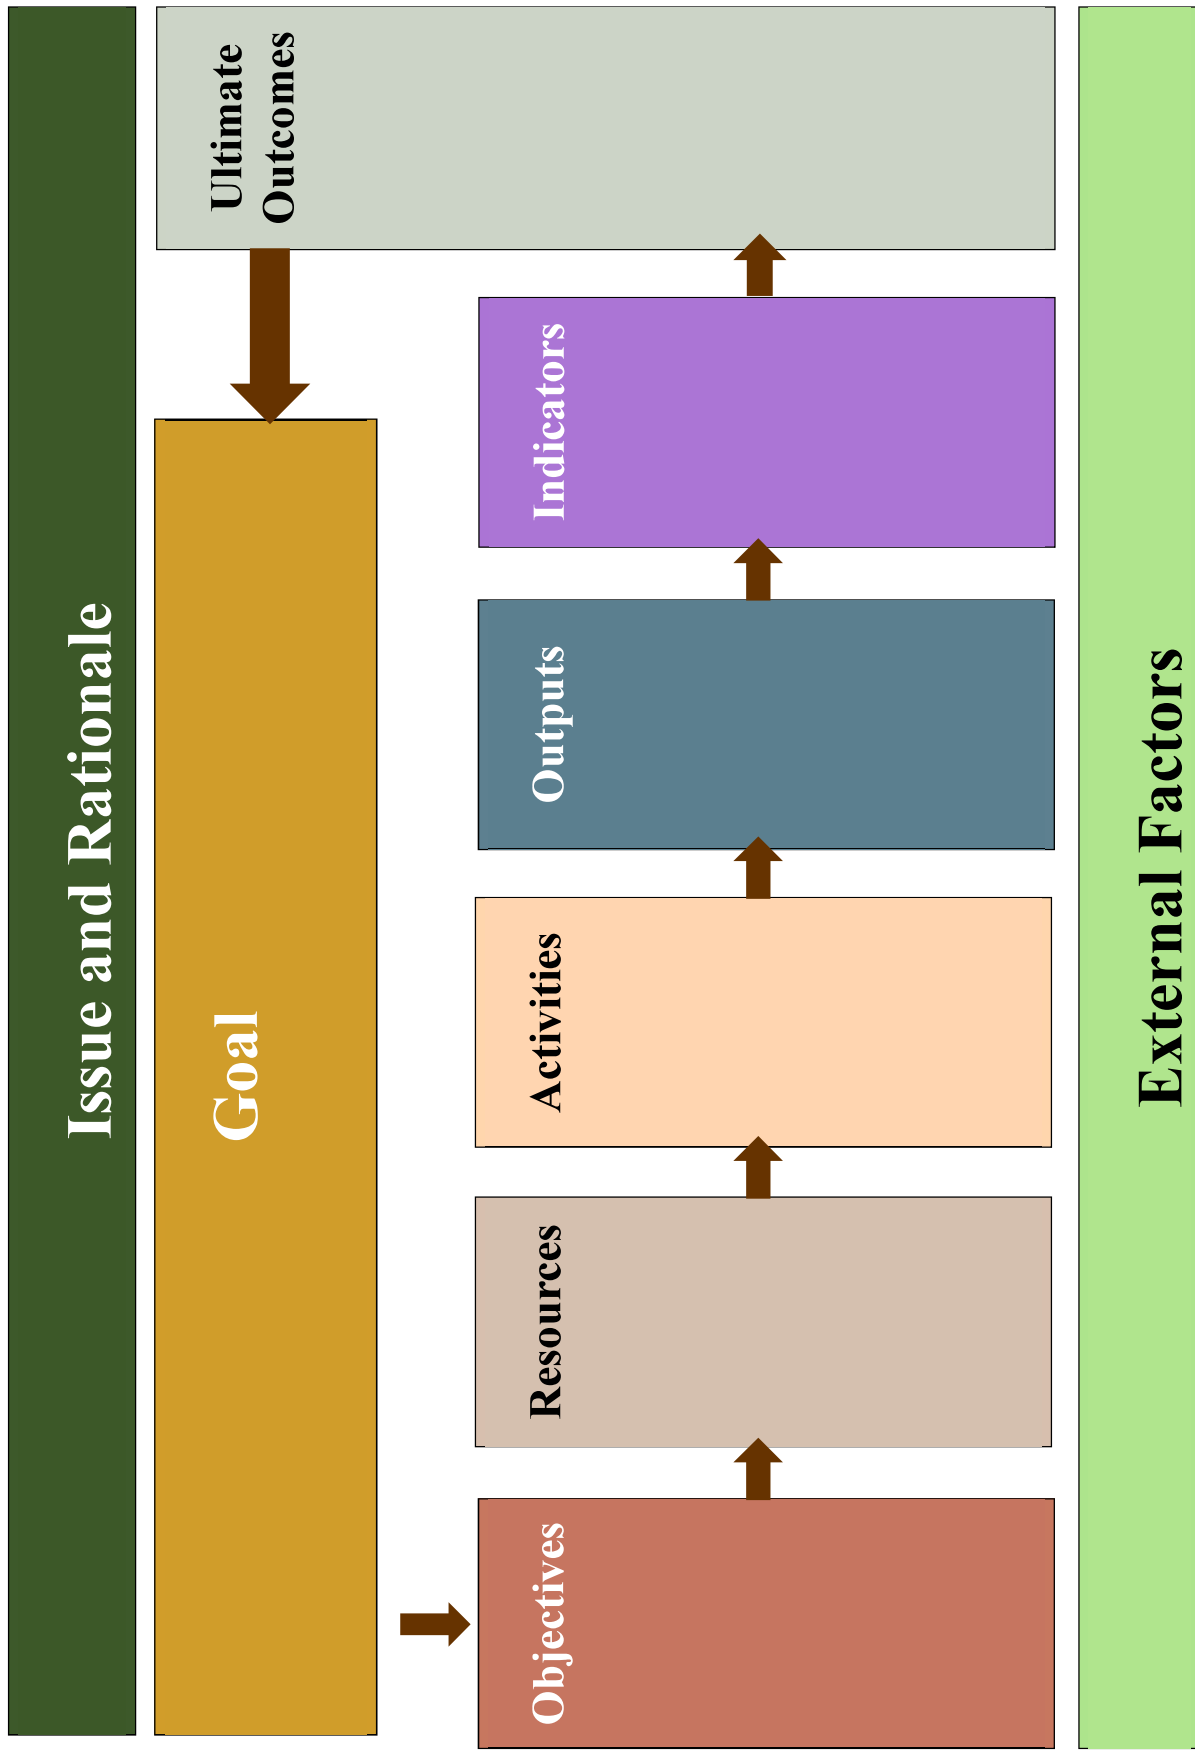 Issue and Rationale
Goal
Ultimate
Outcomes
Objectives
Resources
Activities
Outputs
Indicators
External Factors